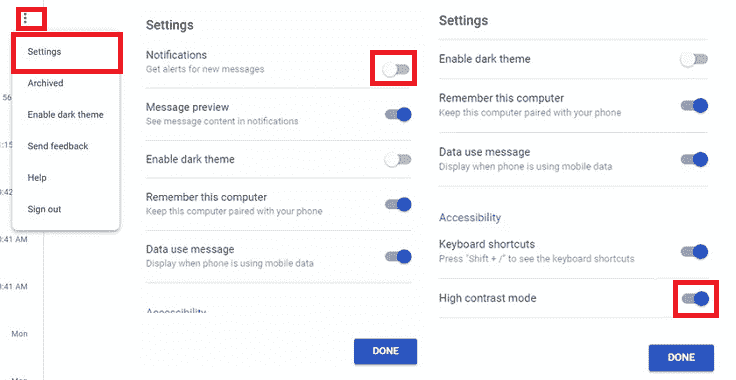 Settings
Archived
Enable dark theme
Send feedback
Help
Sign out
56
1:15
9:42
9:41 AM
9:41 AM
Mon
Mon
Settings
Notifications
Get alerts for new messages
Message preview
See message content in notifications
Enable dark theme
Remember this computer
Keep this computer paired with your phone
Data use message
Display when phone is using mobile data
Accessibility
DONE
Settings
Enable dark theme
Remember this computer
Keep this computer paired with your phone
Data use message
Display when phone is using mobile data
Accessibility
Keyboard shortcuts
Press "Shift + /" to see the keyboard shortcuts
High contrast mode
DONE